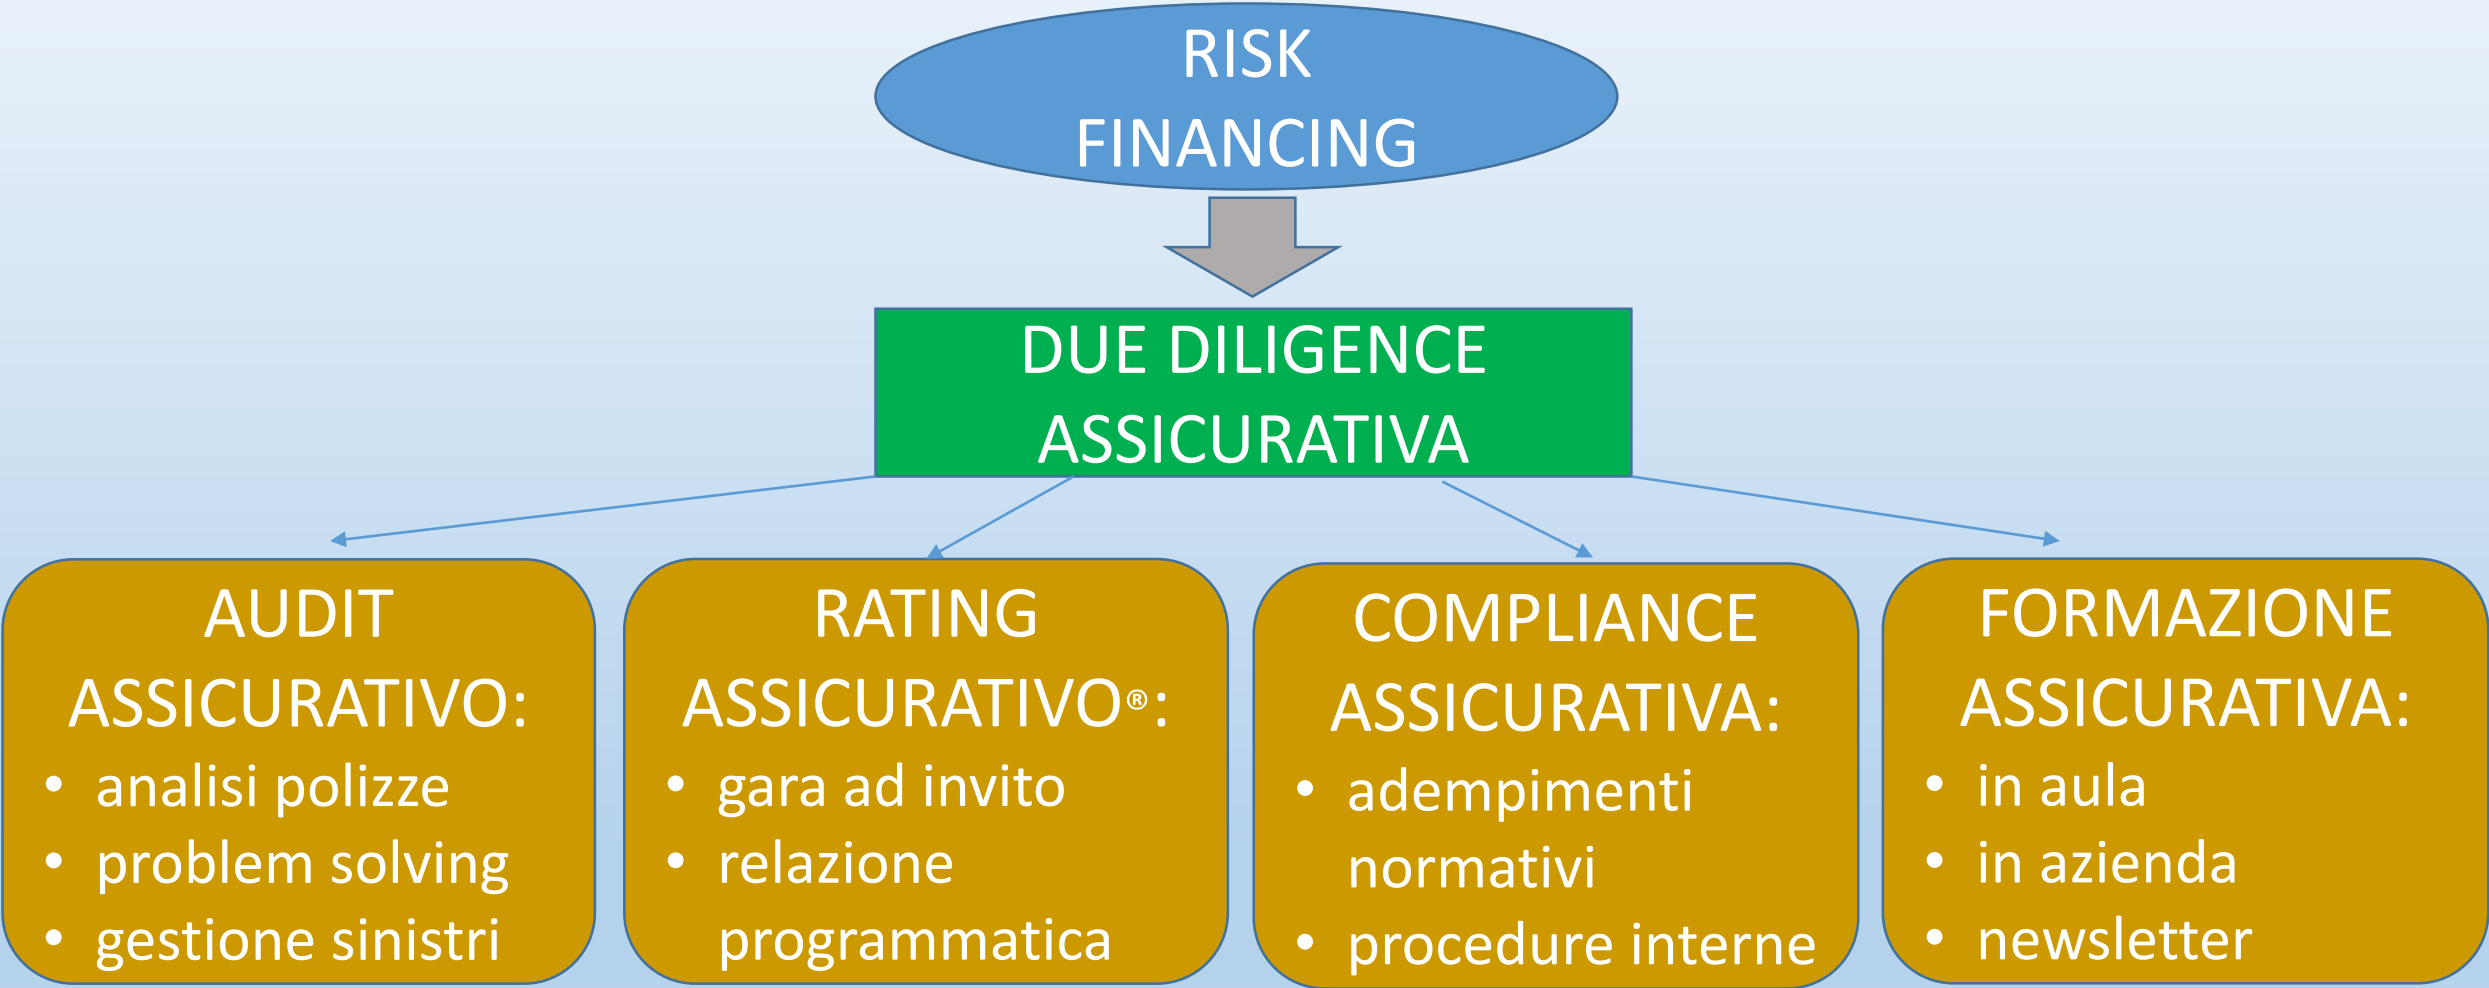 RISK
FINANCING
DUE DILIGENCE
ASSICURATIVA
AUDIT
ASSICURATIVO:
• analisi polizze
• problem solving
• gestione sinistri
RATING
ASSICURATIVO®:
• gara ad invito
• relazione
programmatica
COMPLIANCE
ASSICURATIVA:
• adempimenti
normativi
• procedure interne
FORMAZIONE
ASSICURATIVA:
• in aula
• in azienda
• newsletter